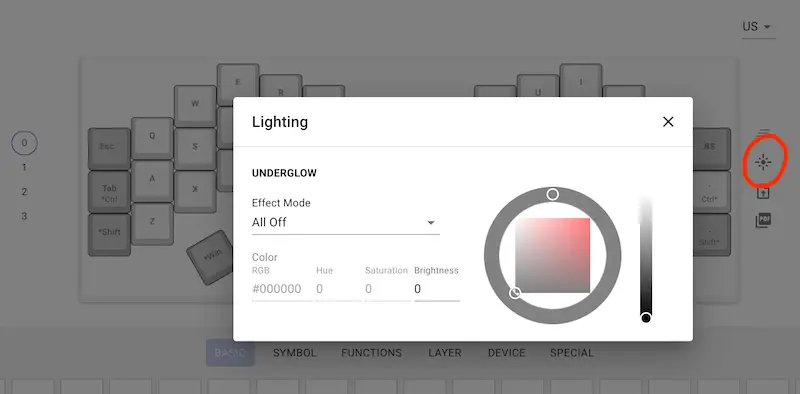 US
E
R
U
I
W
Lighting
0
Esc
Q
BS
1
S
UNDERGLOW
Tab
*Ctrl
A
X
Effect Mode
All Off
.
Ctrl*
2
3
*Shift
Z
Shift*
PDF
*Win
Color
RGB
Hue
Saturation
Brightness
#000000
0
0
0
BASIC
SYMBOL
FUNCTIONS
LAYER
DEVICE
SPECIAL